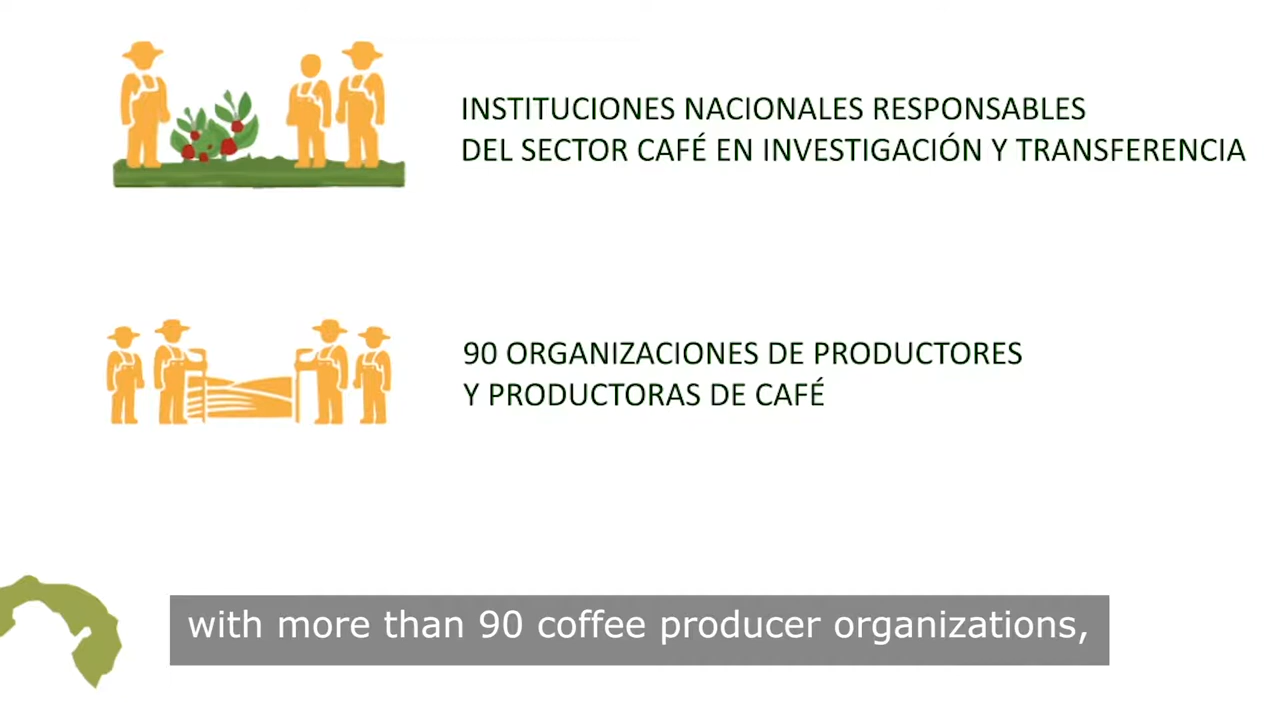 INSTITUCIONES NACIONALES RESPONSABLES
DEL SECTOR CAFÉ EN INVESTIGACIÓN Y TRANSFERENCIA
90 ORGANIZACIONES DE PRODUCTORES
Y PRODUCTORAS DE CAFÉ
with more than 90 coffee producer organizations,